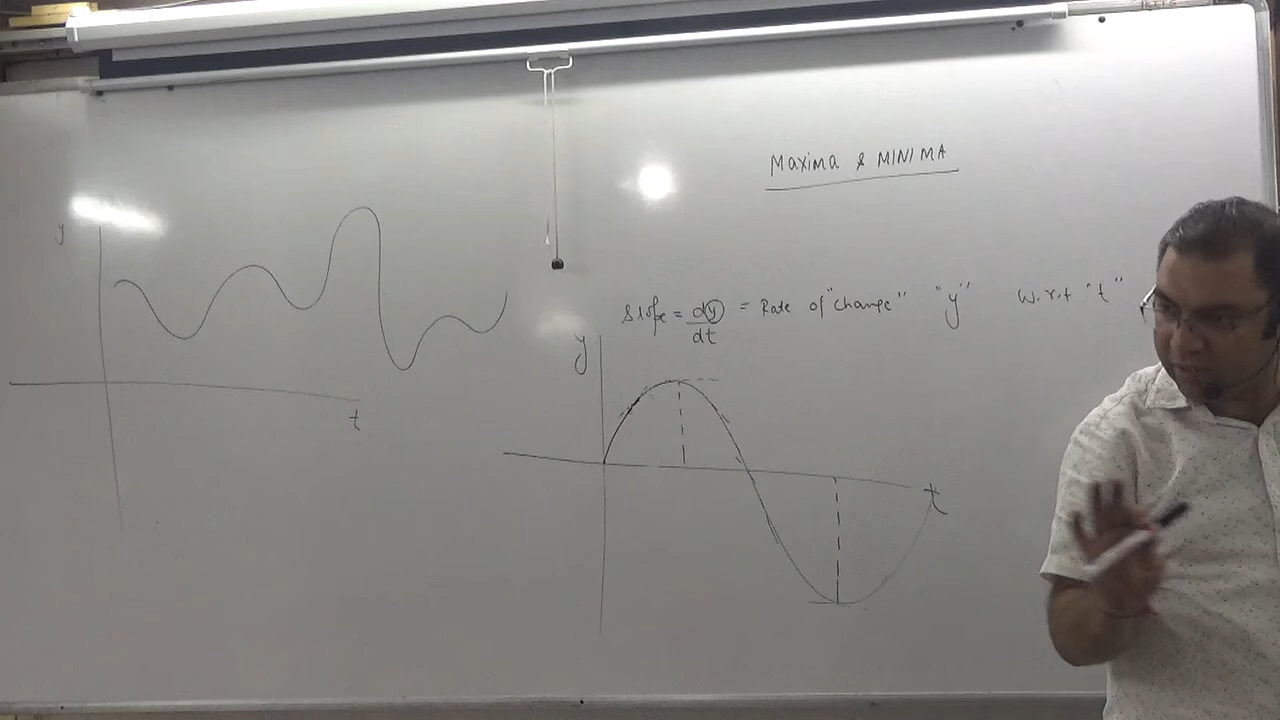 MAXIMA & MINIMA
Slope = dy/dt = Rate of "change" "y" w.r.t "t"
y
t
y
t